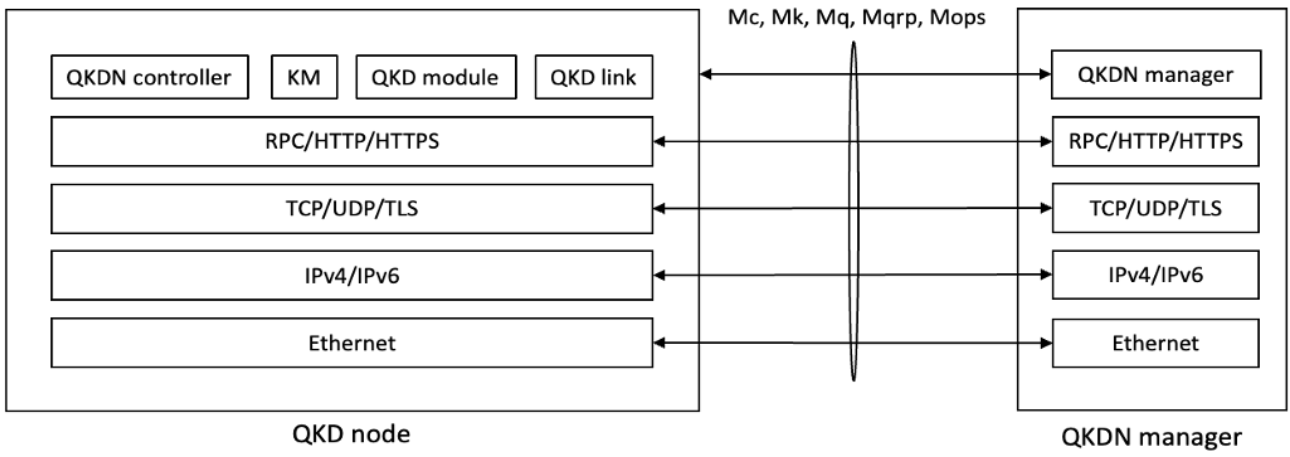 Mc, Mk, Mq, Mqrp, Mops
QKDN controller
KM
QKD module
QKD link
QKDN manager
RPC/HTTP/HTTPS
RPC/HTTP/HTTPS
TCP/UDP/TLS
TCP/UDP/TLS
IPv4/IPv6
IPv4/IPv6
Ethernet
Ethernet
QKD node
QKDN manager